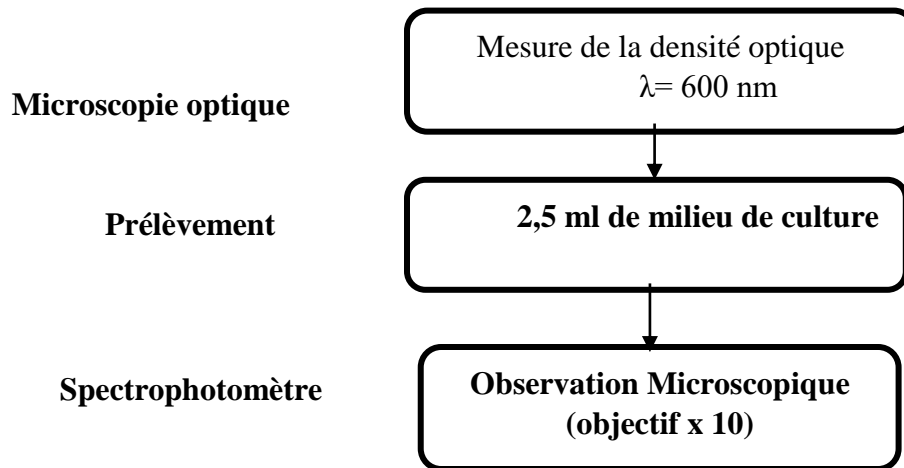 Mesure de la densité optique
λ= 600 nm
Microscopie optique
Prélèvement
2,5 ml de milieu de culture
Spectrophotomètre
Observation Microscopique
(objectif x 10)